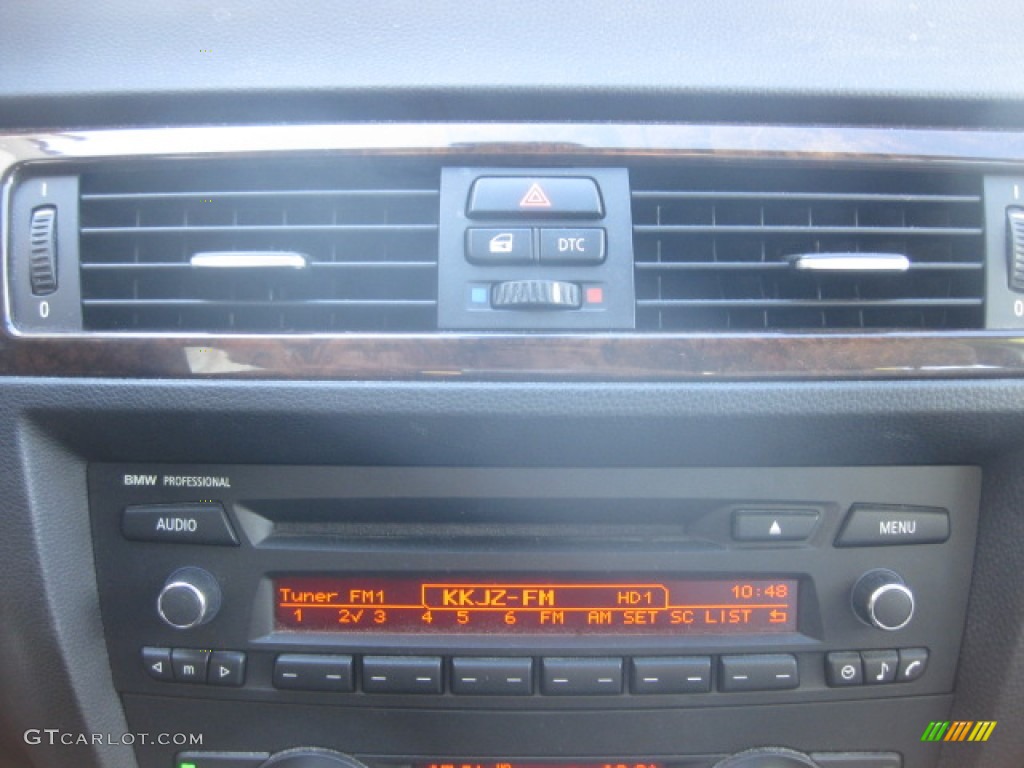 I
I
DTC
0
0
BMW PROFESSIONAL
AUDIO
MENU
Tuner FM1 KKJZ-FM HD1 10:48
1 2✓ 3 4 5 6 FM AM SET SC LIST
m
GTCARLOT.COM